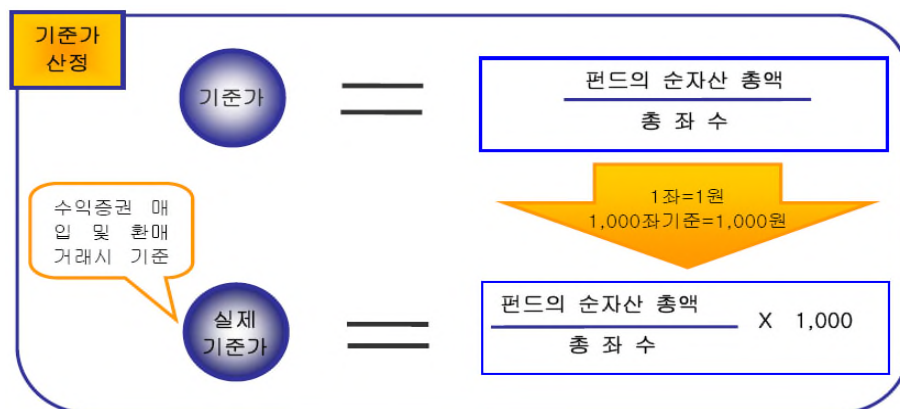 기준가
산정
기준가
펀드의 순자산 총액
총 좌 수
1좌=1원
1,000좌기준=1,000원
수익증권 매
입 및 환매
거래시 기준
실제
기준가
펀드의 순자산 총액
총 좌 수
X 1,000